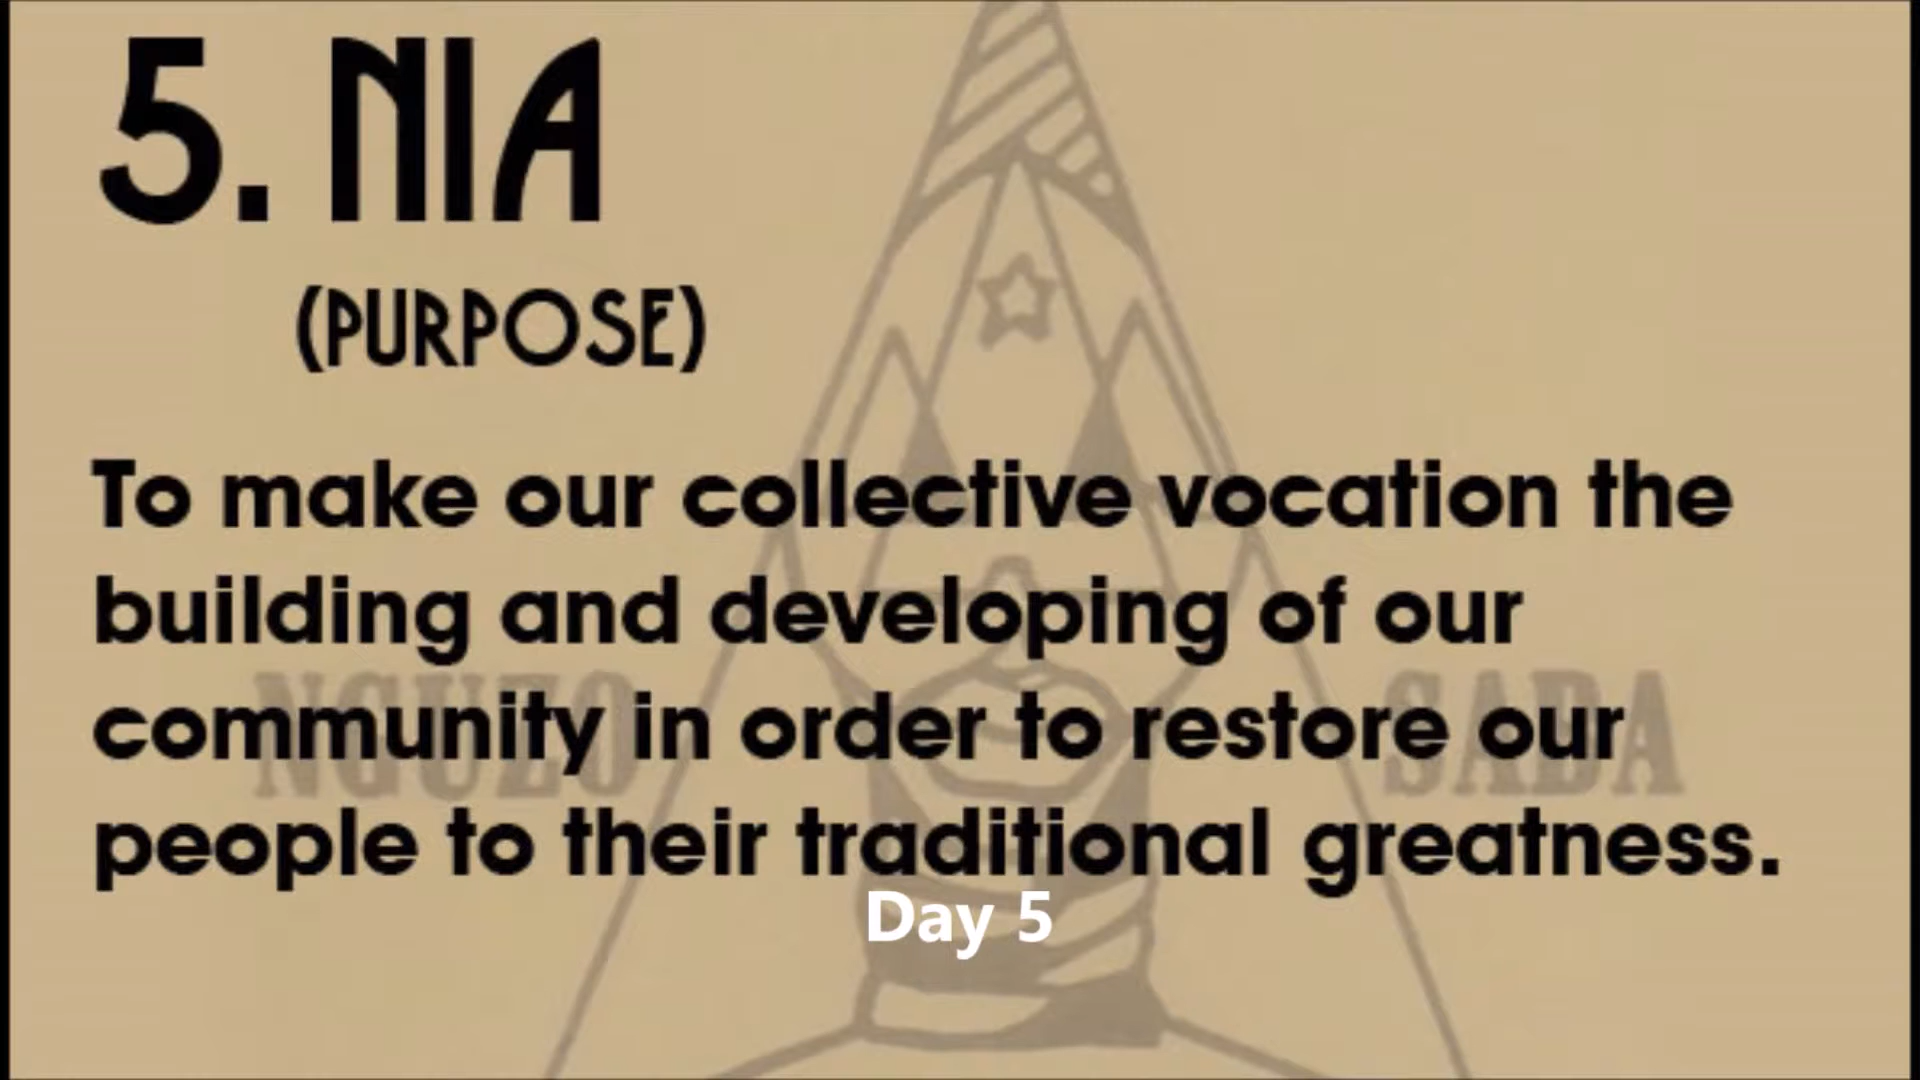 5. NIA
(PURPOSE)
To make our collective vocation the
building and developing of our
NGUZO SABA
community in order to restore our
people to their traditional greatness.
Day 5